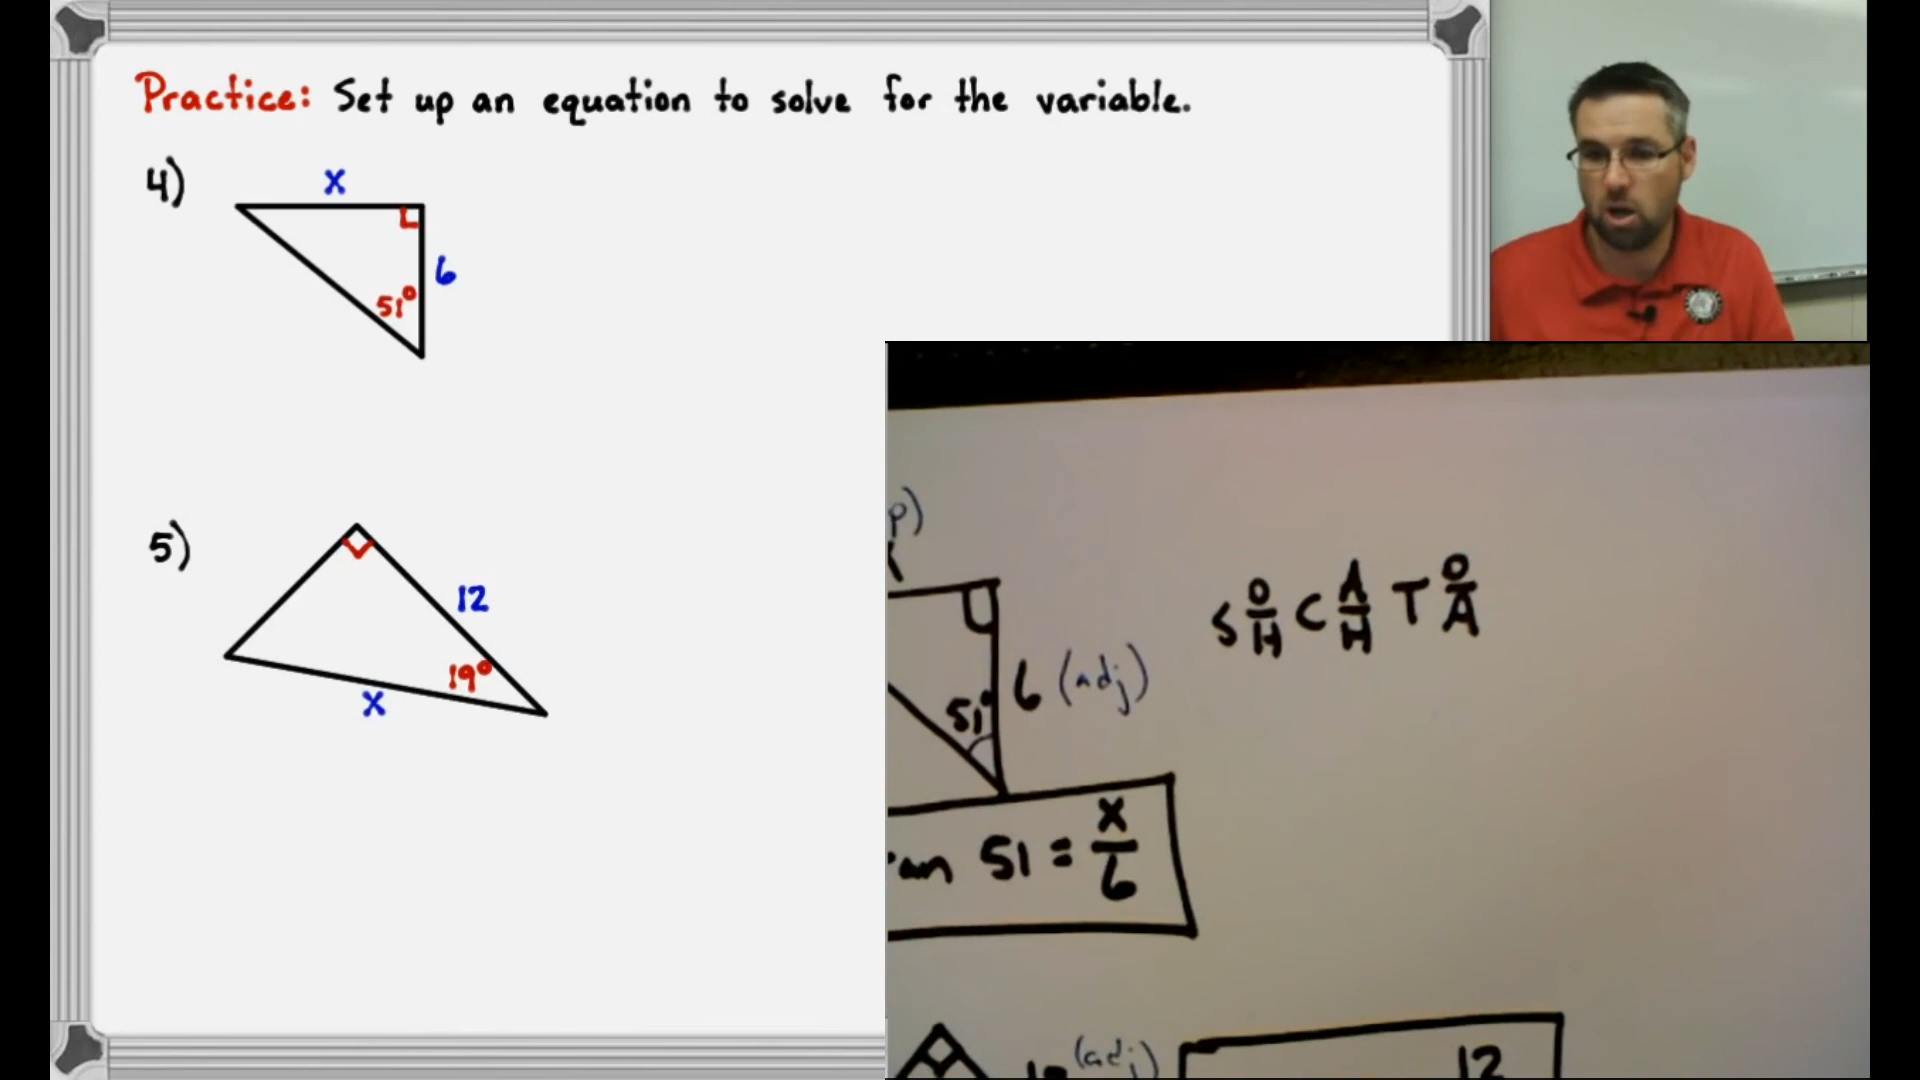 Practice: Set up an equation to solve for the variable.
4)
x
6
51°
5)
12
19°
x
p)
S O/H C A/H T O/A
6 (adj)
51°
an 51 = x/6
(adj)
12